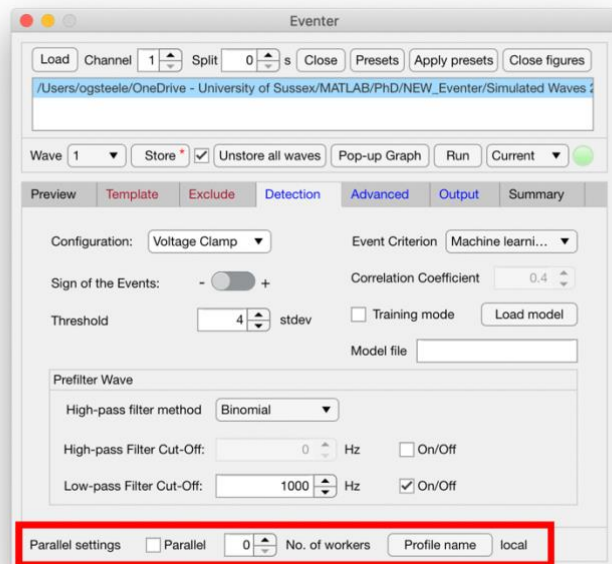 Eventer
Load Channel 1 Split 0 s Close Presets Apply presets Close figures
/Users/ogsteele/OneDrive - University of Sussex/MATLAB/PhD/NEW_Eventer/Simulated Waves 2
Wave 1 Store * Unstore all waves Pop-up Graph Run Current
Preview Template Exclude Detection Advanced Output Summary
Configuration: Voltage Clamp Event Criterion Machine learni...
Sign of the Events: - + Correlation Coefficient 0.4
Threshold 4 stdev Training mode Load model
Model file
Prefilter Wave
High-pass filter method Binomial
High-pass Filter Cut-Off: 0 Hz On/Off
Low-pass Filter Cut-Off: 1000 Hz On/Off
Parallel settings Parallel 0 No. of workers Profile name local